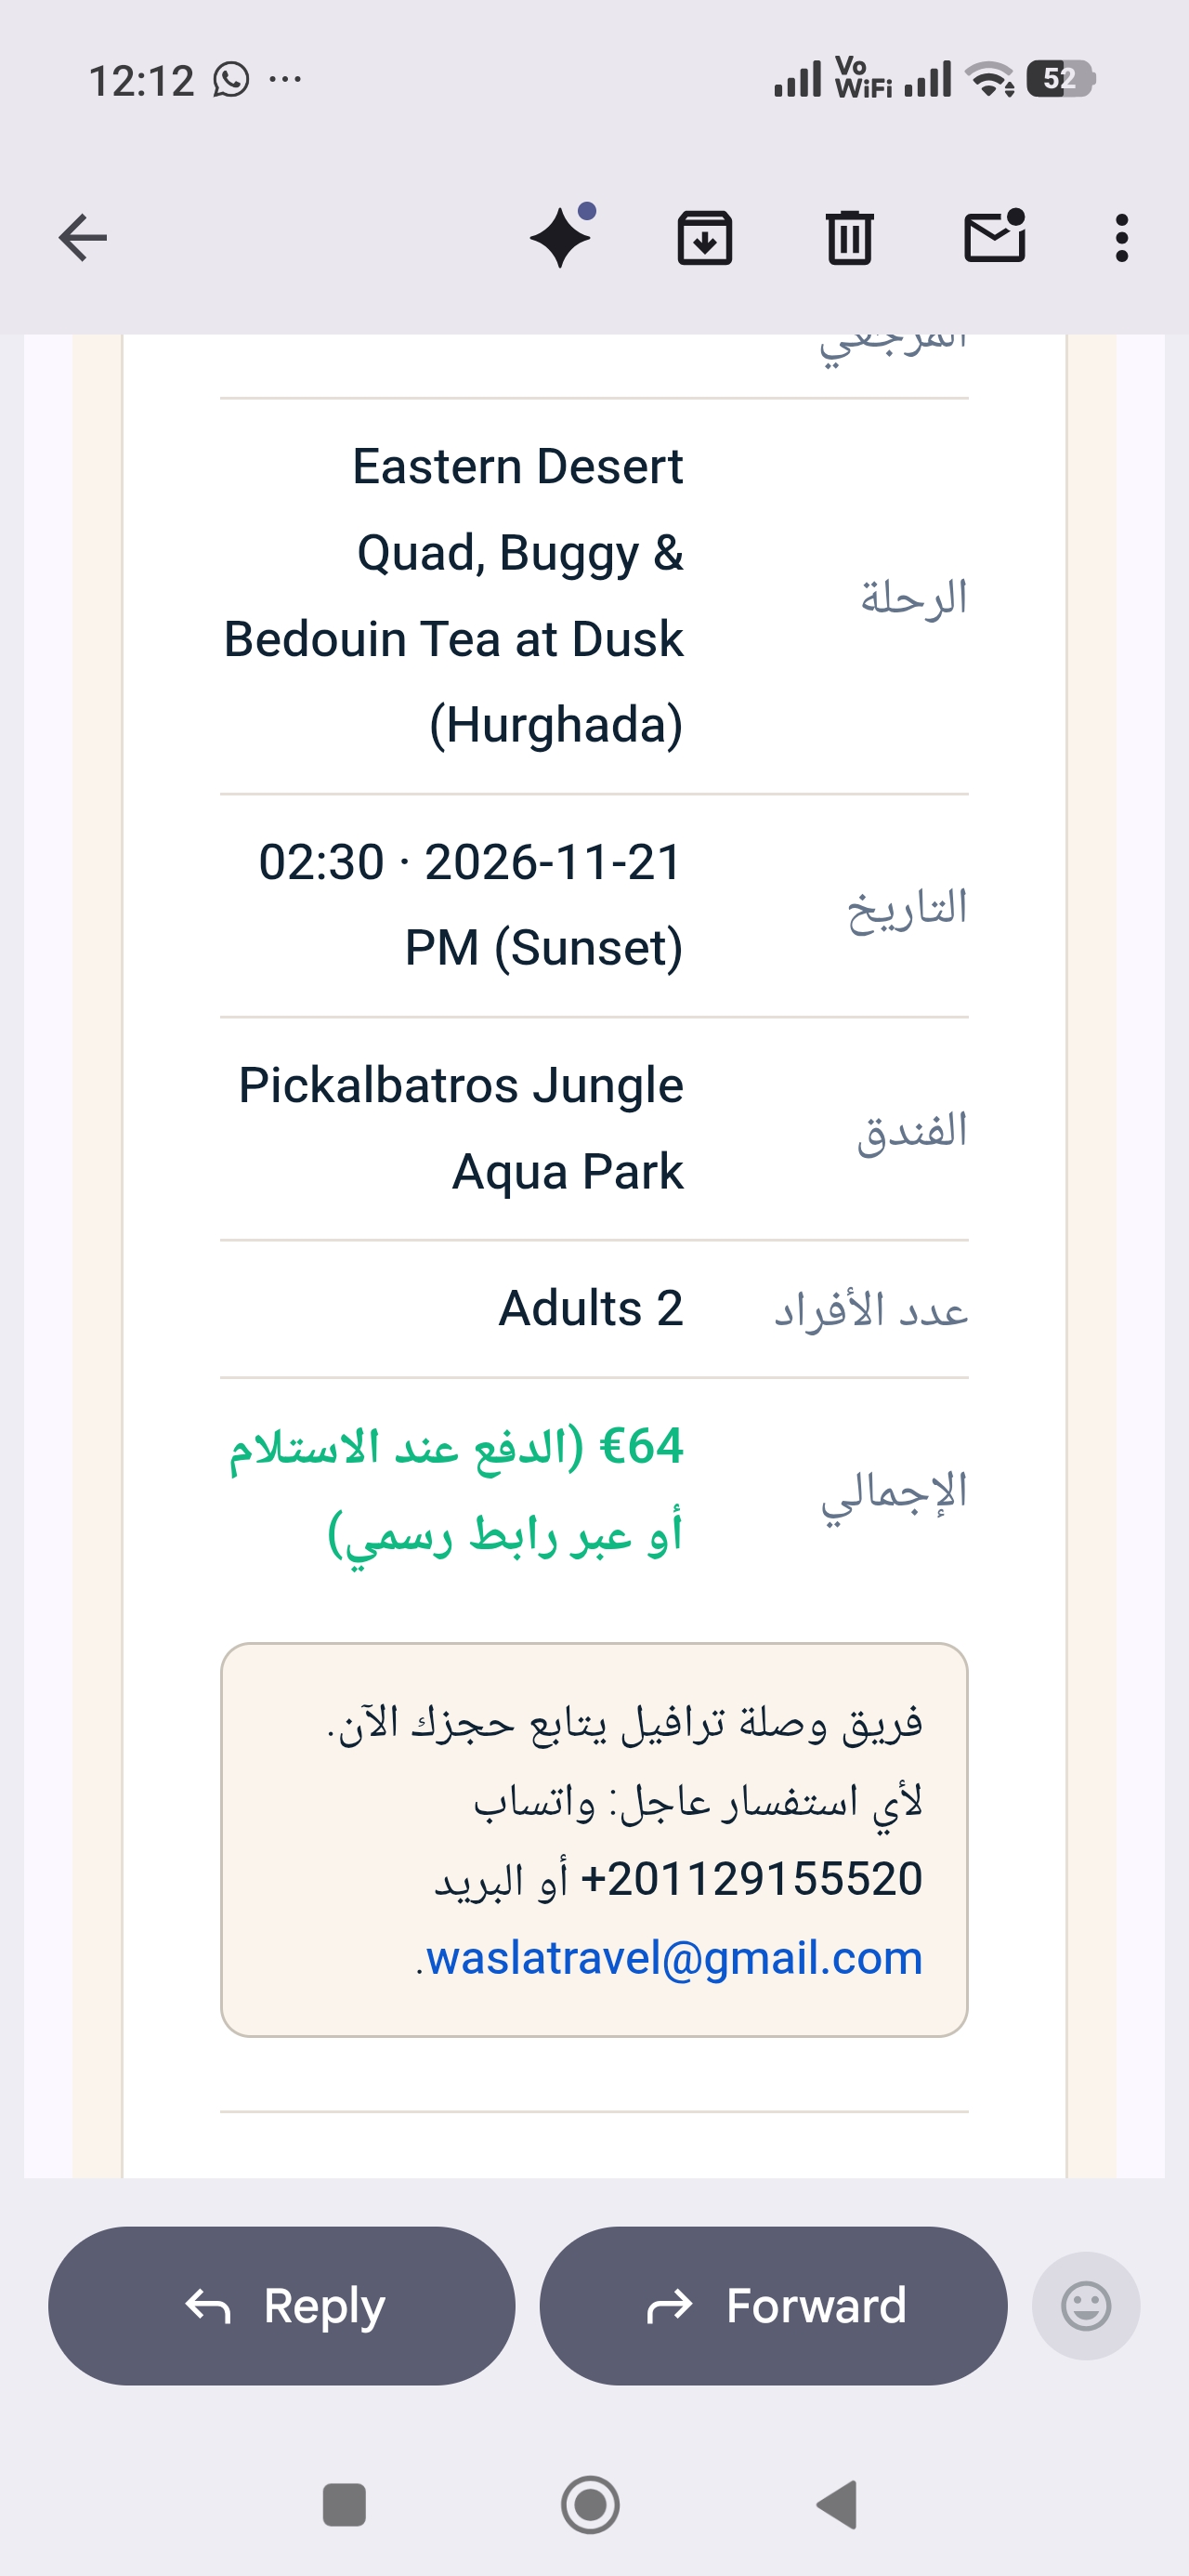 12:12
Vo
WiFi
52
المرجعي
الرحلة
Eastern Desert
Quad, Buggy &
Bedouin Tea at Dusk
(Hurghada)
التاريخ
2026-11-21 · 02:30
PM (Sunset)
الفندق
Pickalbatros Jungle
Aqua Park
عدد الأفراد
2 Adults
الإجمالي
€64 (الدفع عند الاستلام
أو عبر رابط رسمي)
فريق وصلة ترافيل يتابع حجزك الآن.
لأي استفسار عاجل: واتساب
+201129155520 أو البريد
waslatravel@gmail.com.
Reply
Forward